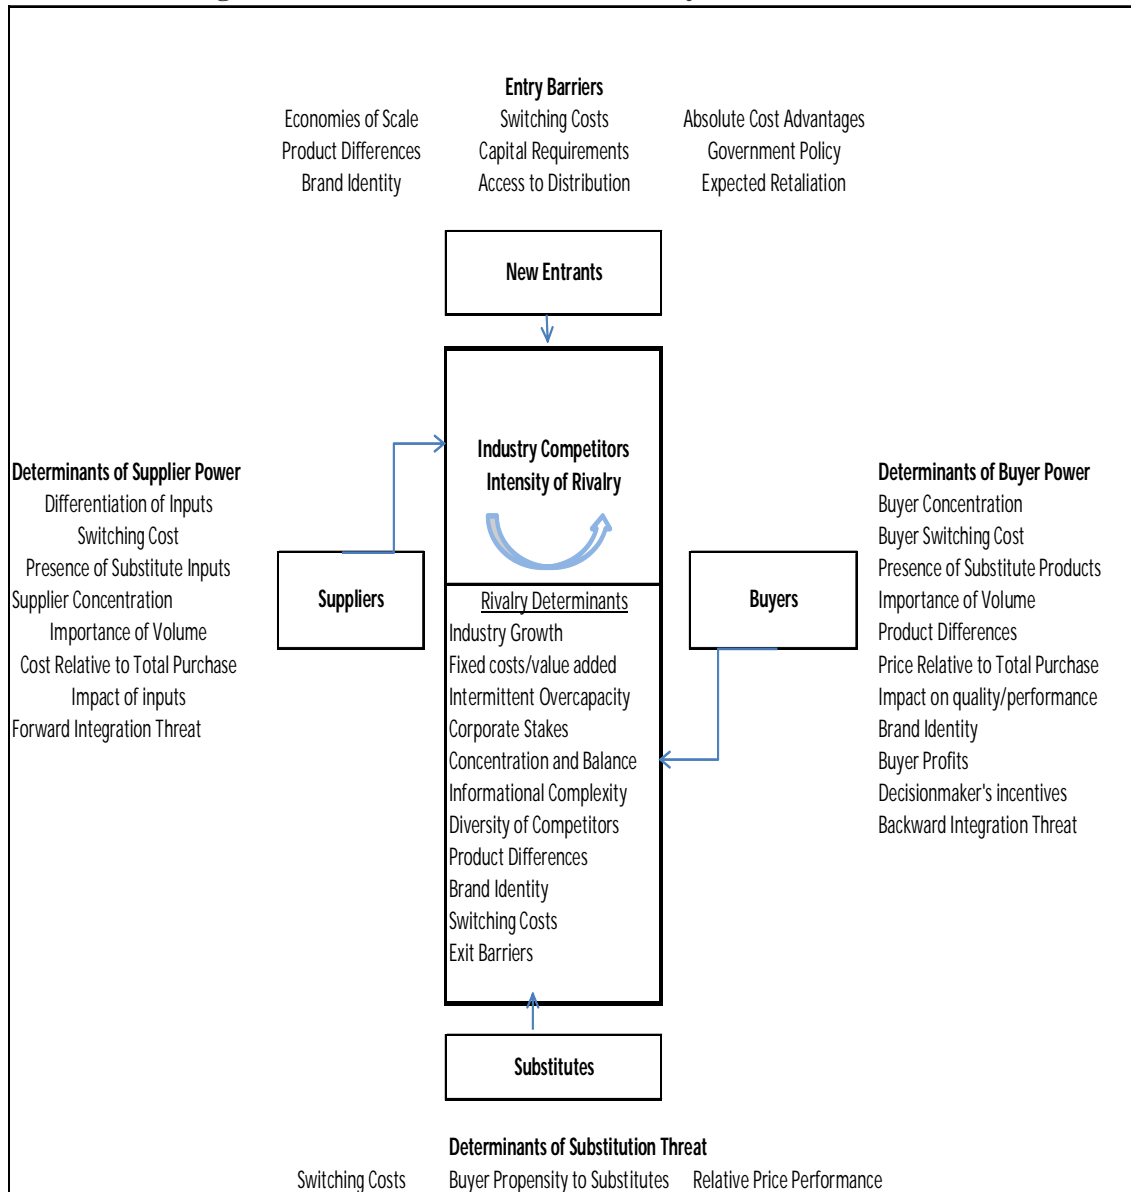 Entry Barriers
Economies of Scale Switching Costs Absolute Cost Advantages
Product Differences Capital Requirements Government Policy
Brand Identity Access to Distribution Expected Retaliation
New Entrants
Industry Competitors
Intensity of Rivalry
Determinants of Supplier Power
Differentiation of Inputs
Switching Cost
Presence of Substitute Inputs
Supplier Concentration
Importance of Volume
Cost Relative to Total Purchase
Impact of inputs
Forward Integration Threat
Suppliers
Rivalry Determinants
Industry Growth
Fixed costs/value added
Intermittent Overcapacity
Corporate Stakes
Concentration and Balance
Informational Complexity
Diversity of Competitors
Product Differences
Brand Identity
Switching Costs
Exit Barriers
Buyers
Determinants of Buyer Power
Buyer Concentration
Buyer Switching Cost
Presence of Substitute Products
Importance of Volume
Product Differences
Price Relative to Total Purchase
Impact on quality/performance
Brand Identity
Buyer Profits
Decisionmaker's incentives
Backward Integration Threat
Substitutes
Determinants of Substitution Threat
Switching Costs Buyer Propensity to Substitutes Relative Price Performance